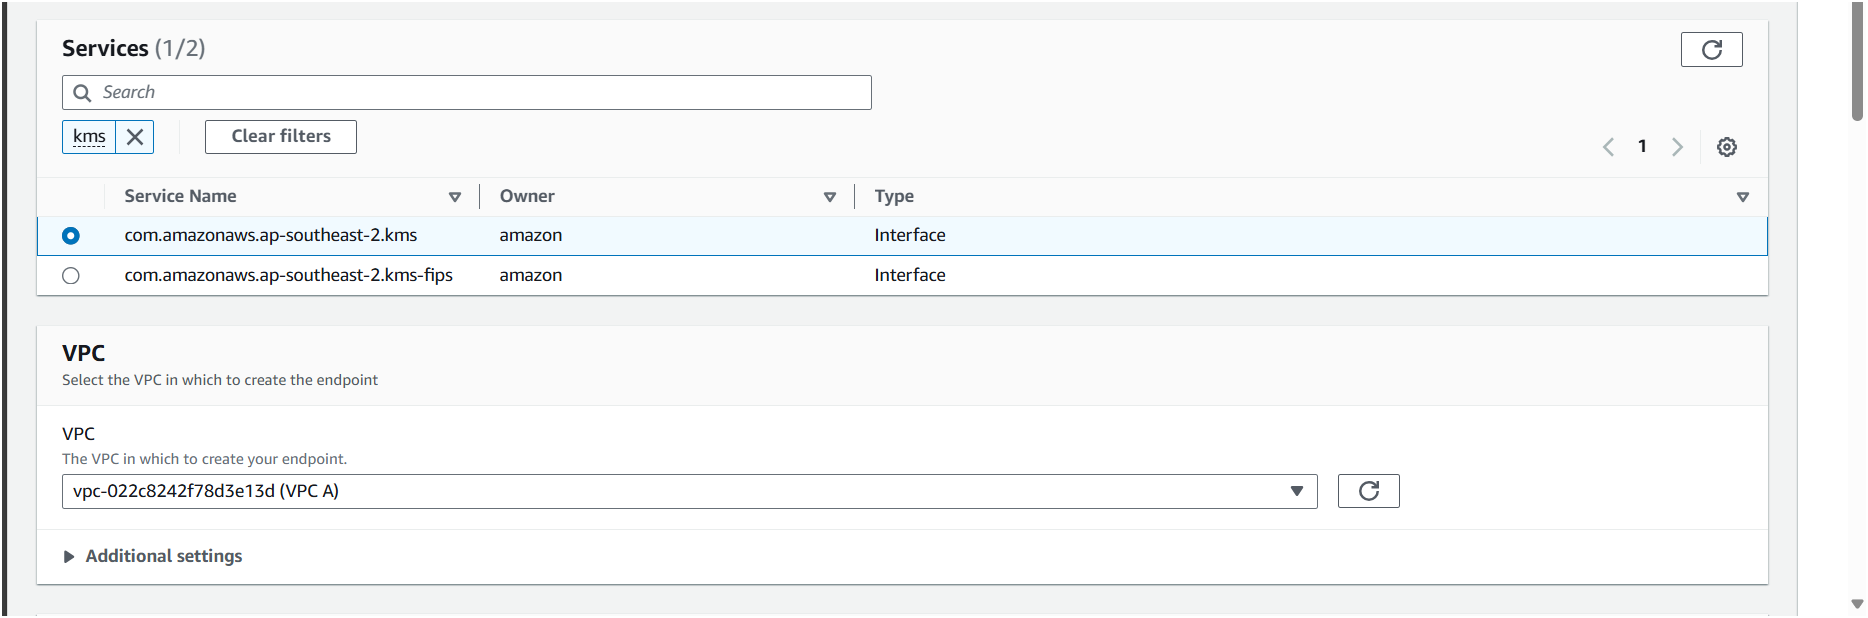 Services (1/2)
Search
kms
Clear filters
1
Service Name Owner Type
com.amazonaws.ap-southeast-2.kms amazon Interface
com.amazonaws.ap-southeast-2.kms-fips amazon Interface
VPC
Select the VPC in which to create the endpoint
VPC
The VPC in which to create your endpoint.
vpc-022c8242f78d3e13d (VPC A)
Additional settings